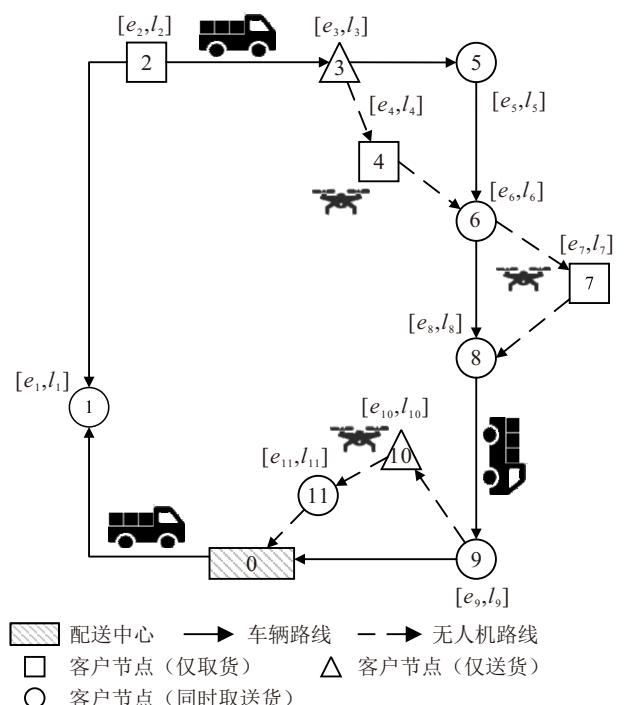 [e₂,l₂]
[e₃,l₃]
2
3
5
[e₄,l₄]
[e₅,l₅]
4
[e₆,l₆]
6
[e₇,l₇]
7
[e₈,l₈]
8
[e₁,l₁]
1
[e₁₀,l₁₀]
[e₁₁,l₁₁]
10
11
0
9
[e₉,l₉]
配送中心 车辆路线 无人机路线
客户节点（仅取货） 客户节点（仅送货）
客户节点（同时取送货）